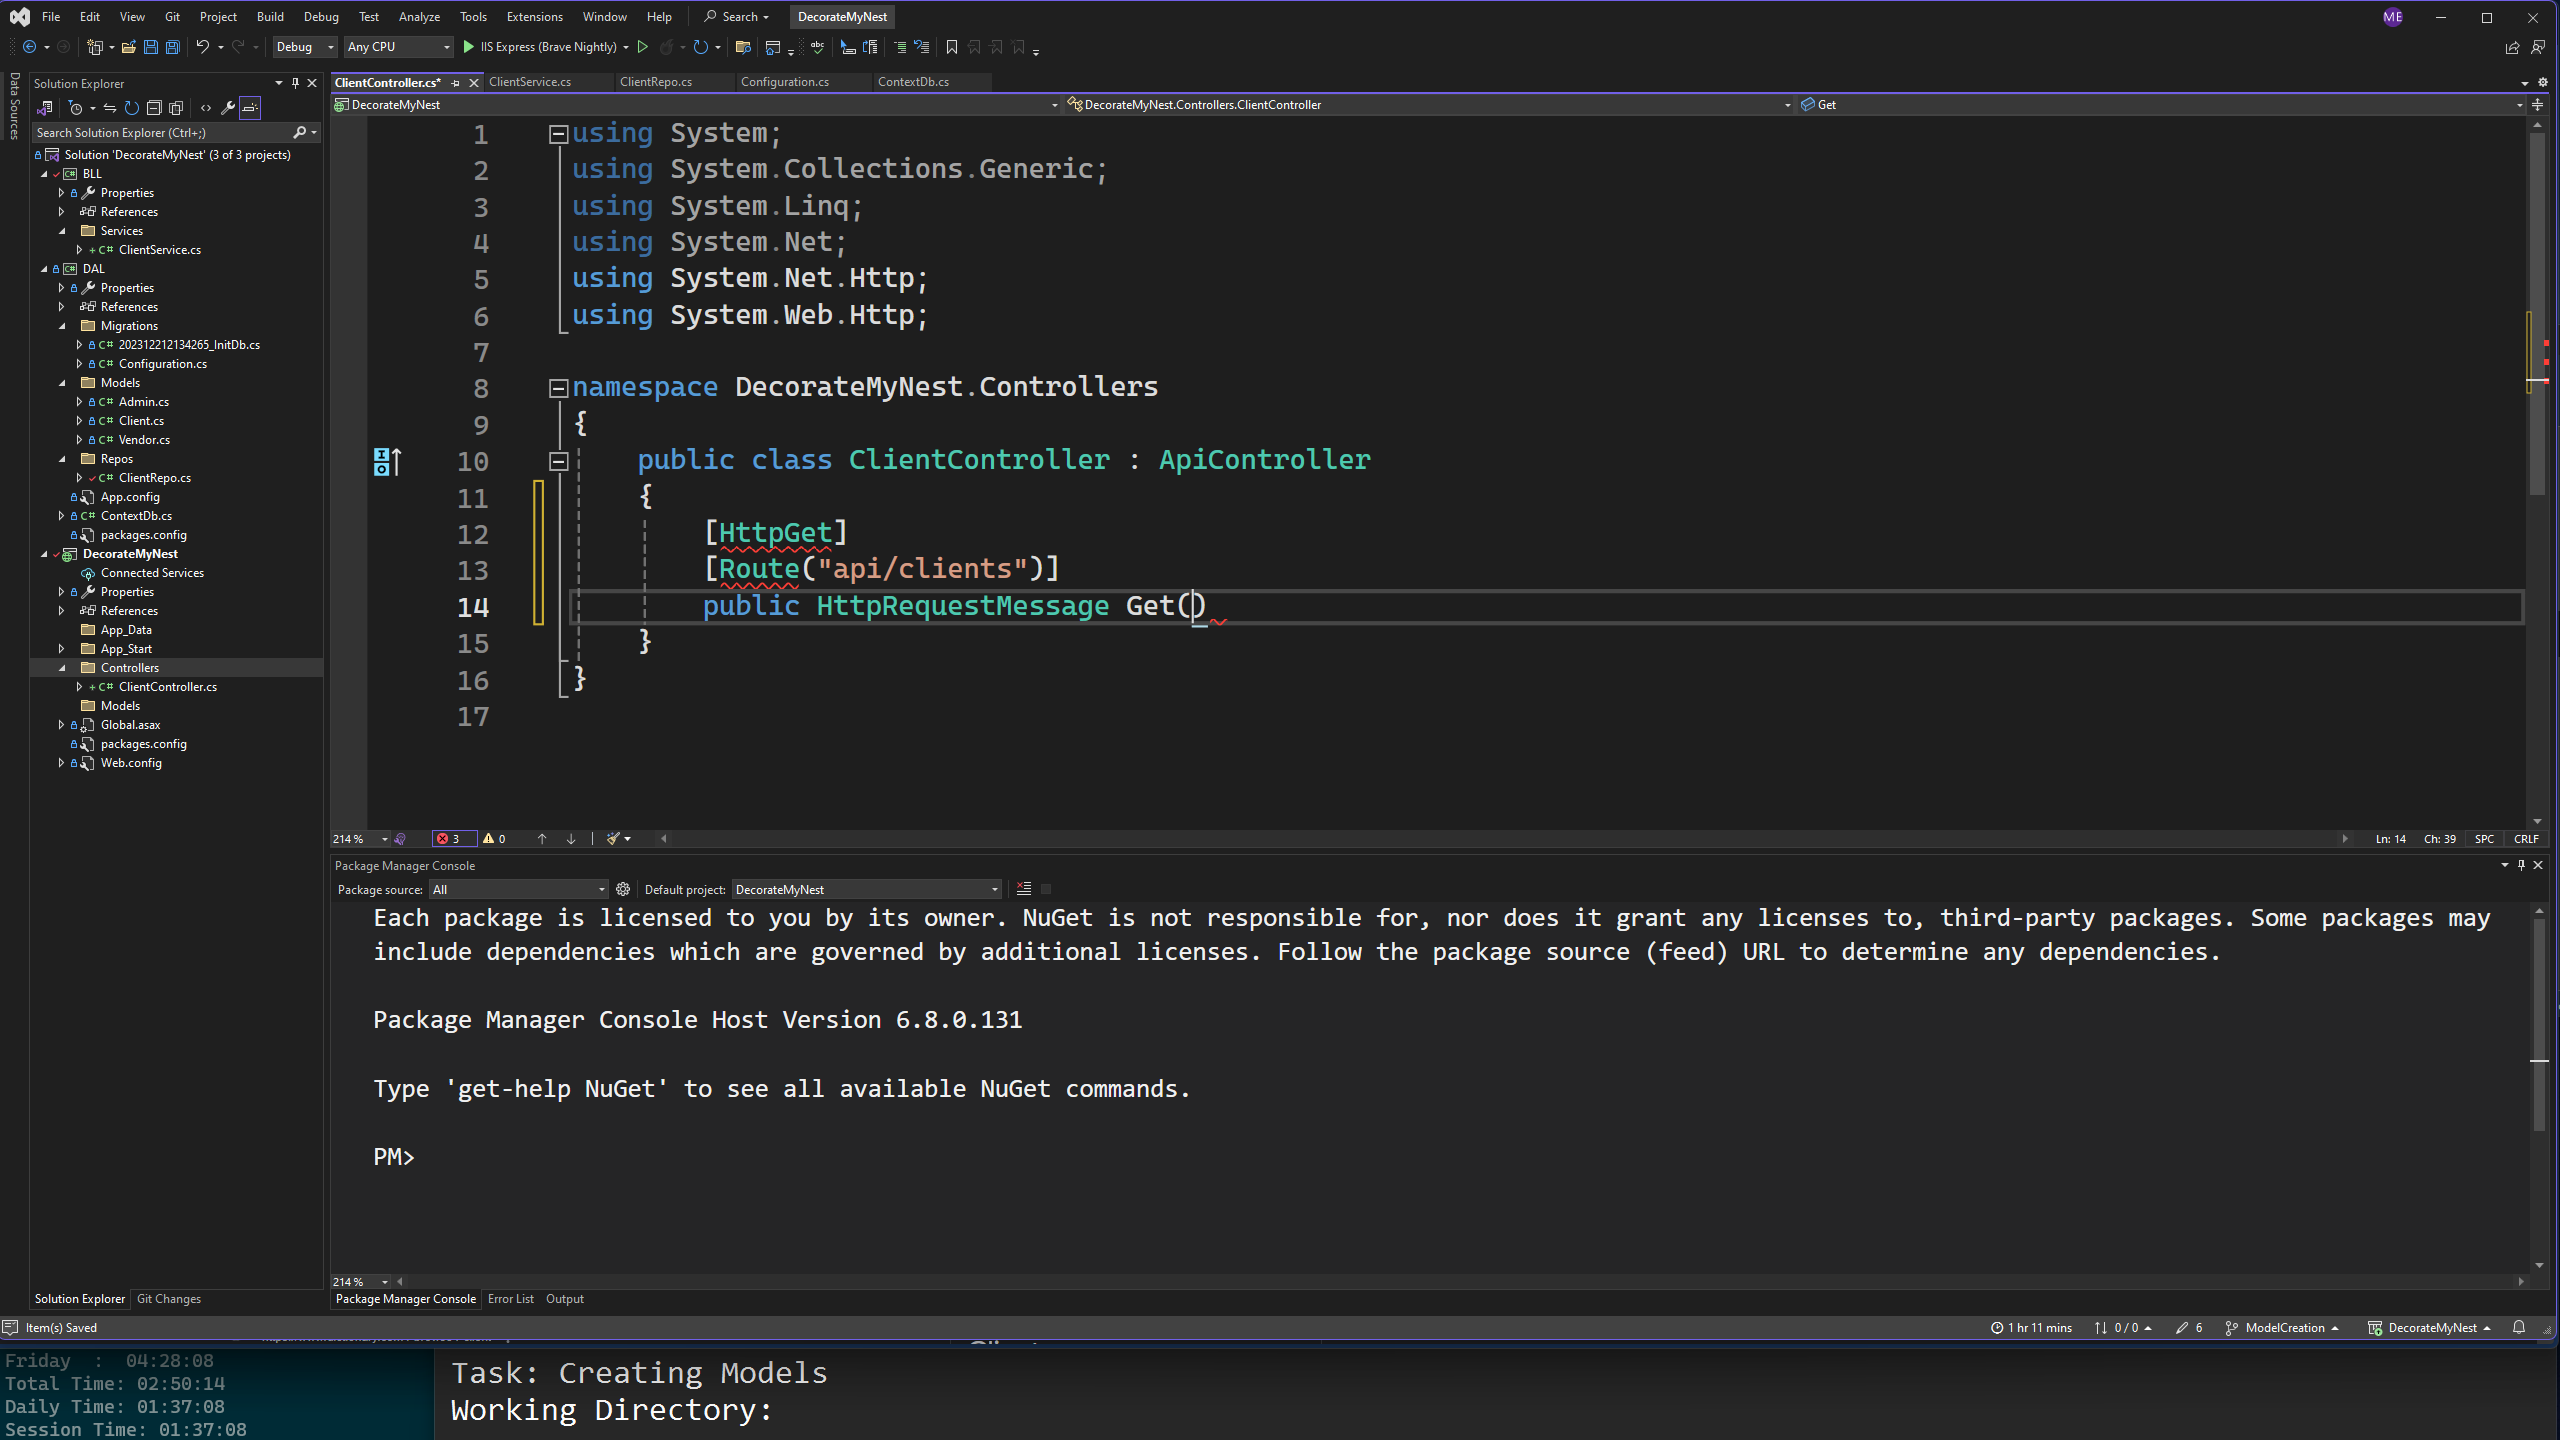 File Edit View Git Project Build Debug Test Analyze Tools Extensions Window Help Search DecorateMyNest ME
Debug Any CPU IIS Express (Brave Nightly)
Data Sources
Solution Explorer
Search Solution Explorer (Ctrl+;)
Solution 'DecorateMyNest' (3 of 3 projects)
BLL
Properties
References
Services
C# ClientService.cs
DAL
Properties
References
Migrations
C# 202312212134265_InitDb.cs
C# Configuration.cs
Models
C# Admin.cs
C# Client.cs
C# Vendor.cs
Repos
C# ClientRepo.cs
App.config
C# ContextDb.cs
packages.config
DecorateMyNest
Connected Services
Properties
References
App_Data
App_Start
Controllers
C# ClientController.cs
Models
Global.asax
packages.config
Web.config
Solution Explorer Git Changes
ClientController.cs* ClientService.cs ClientRepo.cs Configuration.cs ContextDb.cs
DecorateMyNest DecorateMyNest.Controllers.ClientController Get
1 using System;
2 using System.Collections.Generic;
3 using System.Linq;
4 using System.Net;
5 using System.Net.Http;
6 using System.Web.Http;
7
8 namespace DecorateMyNest.Controllers
9 {
10 public class ClientController : ApiController
11 {
12 [HttpGet]
13 [Route("api/clients")]
14 public HttpRequestMessage Get()
15 }
16 }
17
214 % 3 0 Ln: 14 Ch: 39 SPC CRLF
Package Manager Console
Package source: All Default project: DecorateMyNest
Each package is licensed to you by its owner. NuGet is not responsible for, nor does it grant any licenses to, third-party packages. Some packages may
include dependencies which are governed by additional licenses. Follow the package source (feed) URL to determine any dependencies.
Package Manager Console Host Version 6.8.0.131
Type 'get-help NuGet' to see all available NuGet commands.
PM>
214 %
Package Manager Console Error List Output
Item(s) Saved 1 hr 11 mins 0 / 0 6 ModelCreation DecorateMyNest
Friday : 04:28:08
Total Time: 02:50:14
Daily Time: 01:37:08
Session Time: 01:37:08
Task: Creating Models
Working Directory: